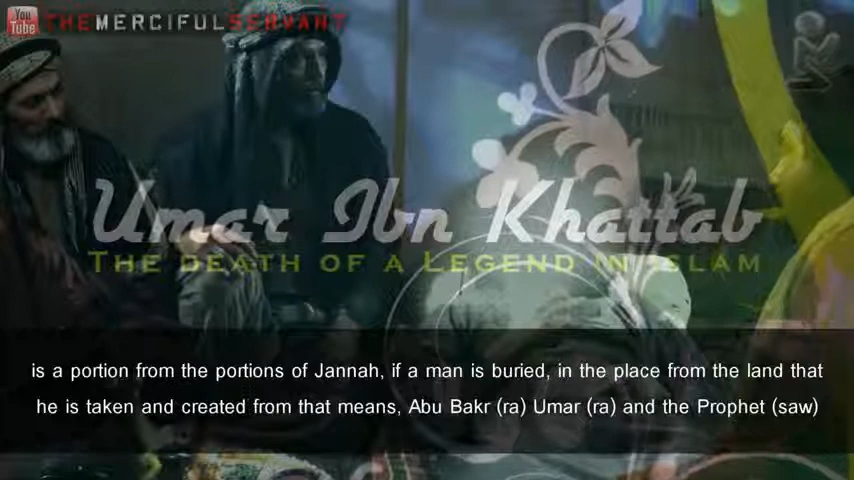 You
Tube
THEMERCIFULSERVANT
Umar Ibn Khattab
THE DEATH OF A LEGEND IN ISLAM
is a portion from the portions of Jannah, if a man is buried, in the place from the land that
he is taken and created from that means, Abu Bakr (ra) Umar (ra) and the Prophet (saw)